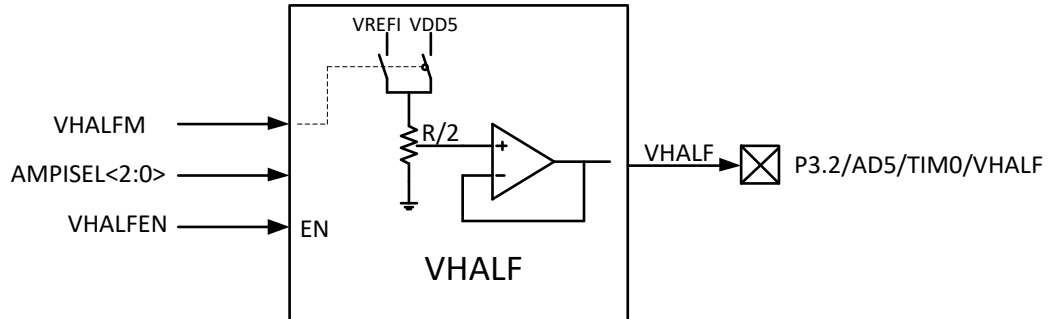 VREFI VDD5
VHALFM
R/2
+
VHALF
P3.2/AD5/TIM0/VHALF
AMPISEL<2:0>
-
VHALFEN
EN
VHALF